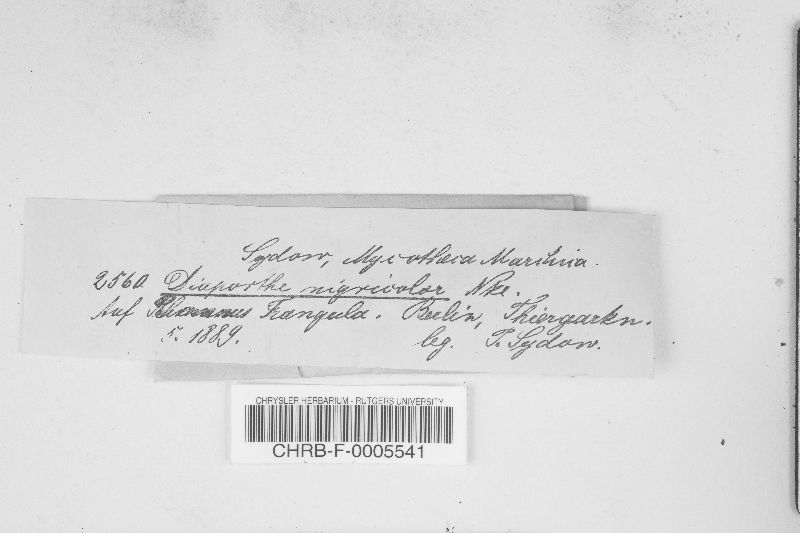 Sydow, Mycotheca Marchica.
2560. Diaporthe nigricolor Nke.
Auf Rhamnus Frangula. Berlin, Thiergarten.
5. 1889. leg. P. Sydow.
CHRYSLER HERBARIUM - RUTGERS UNIVERSITY
CHRB-F-0005541